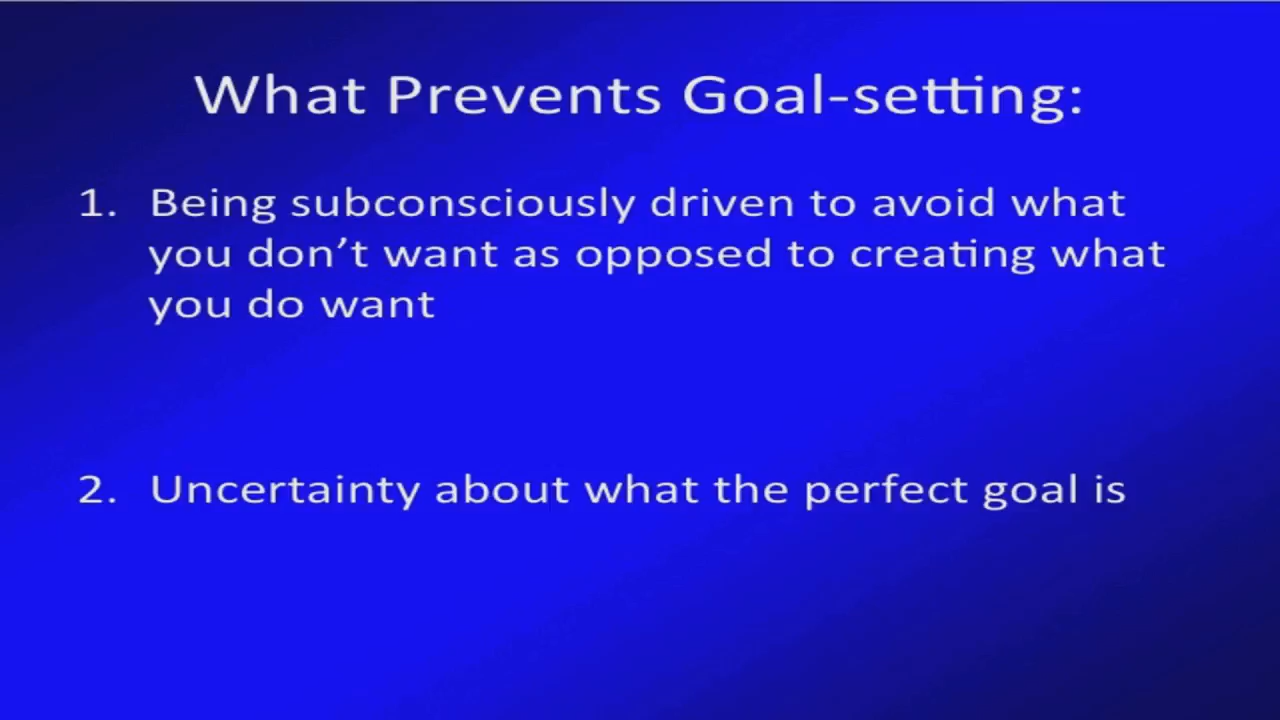 What Prevents Goal-setting:
1. Being subconsciously driven to avoid what
you don’t want as opposed to creating what
you do want
2. Uncertainty about what the perfect goal is